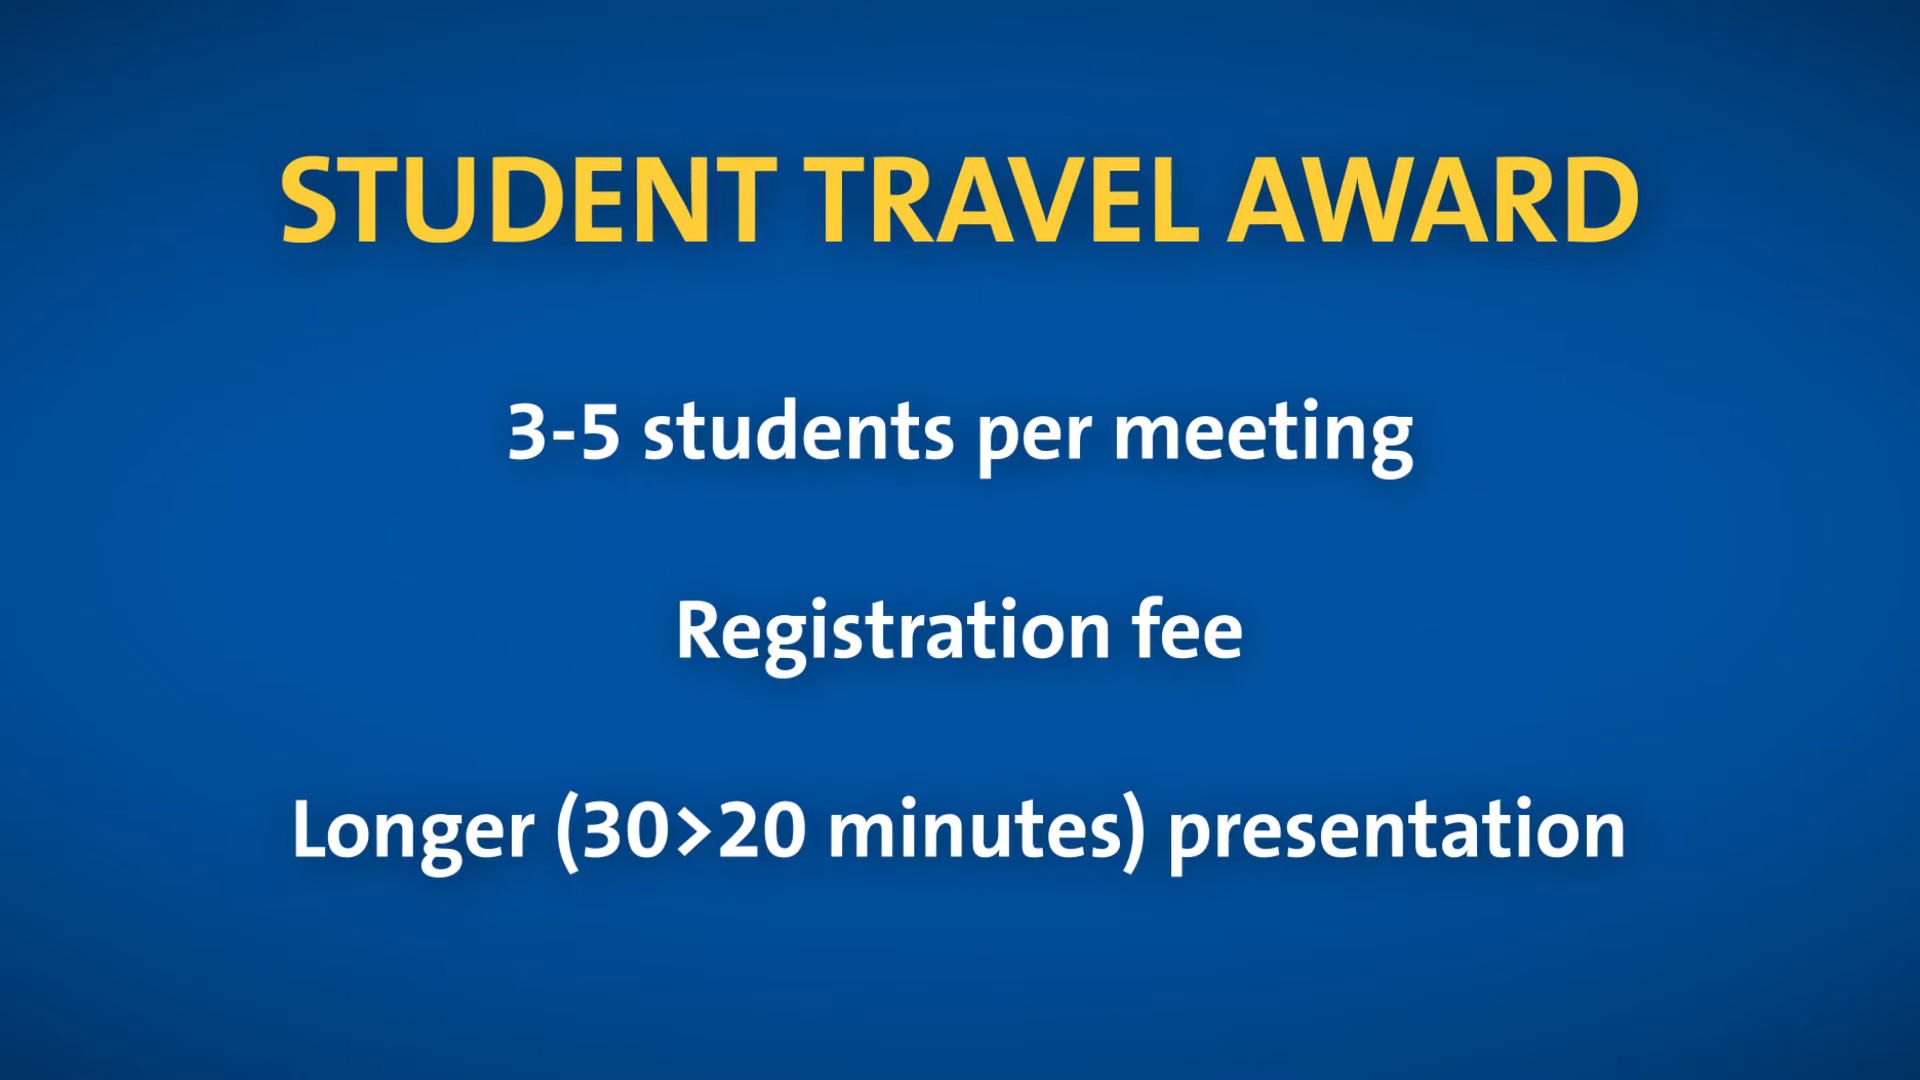 STUDENT TRAVEL AWARD
3-5 students per meeting
Registration fee
Longer (30>20 minutes) presentation